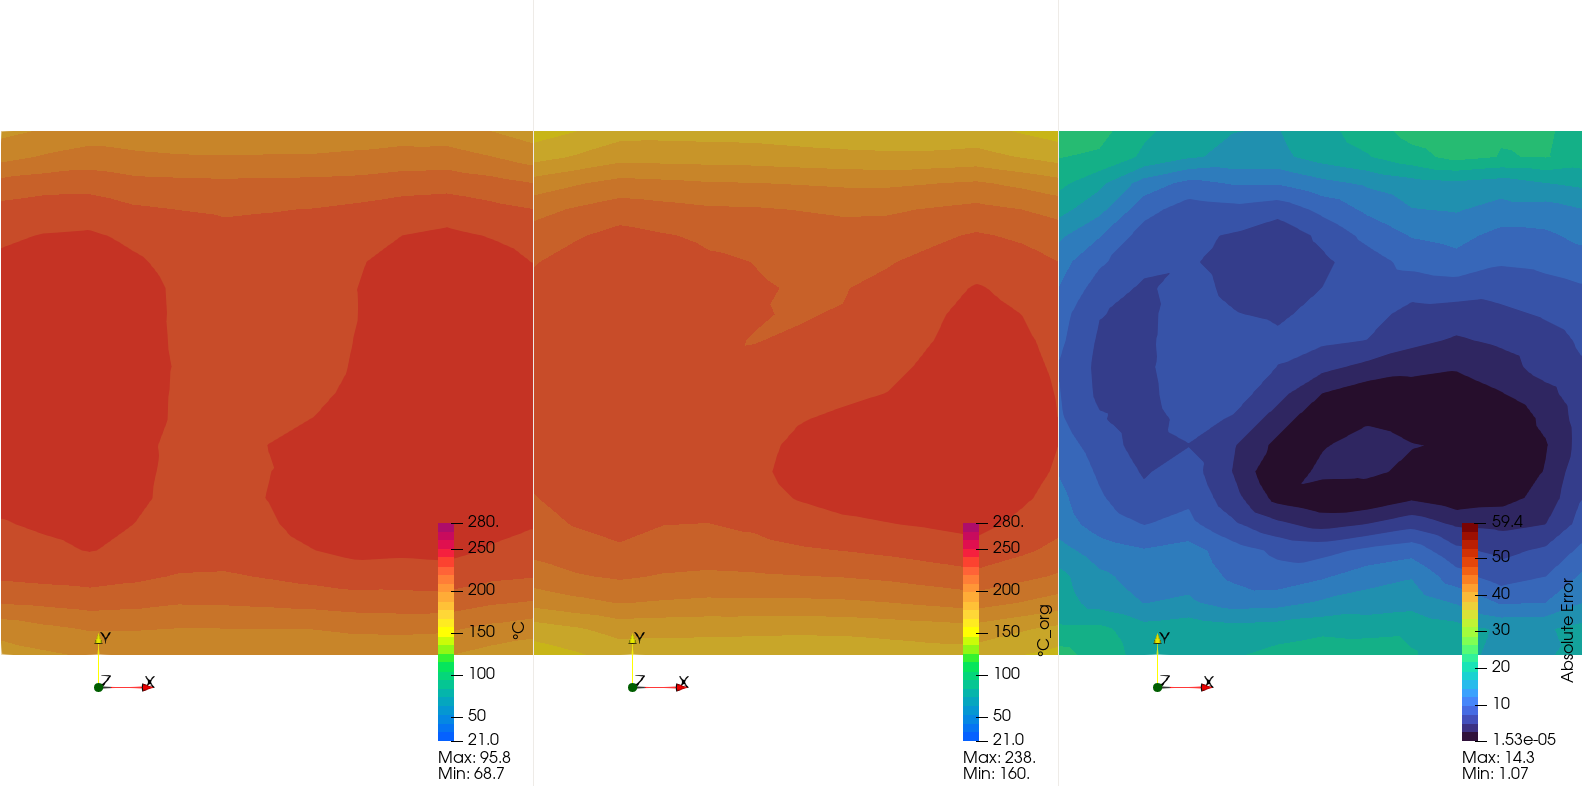 280.
250
200
150
100
50
21.0
°C
Max: 95.8
Min: 68.7
Y
Z
X
280.
250
200
150
100
50
21.0
°C_org
Max: 238.
Min: 160.
Y
Z
X
59.4
50
40
30
20
10
1.53e-05
Absolute Error
Max: 14.3
Min: 1.07
Y
Z
X